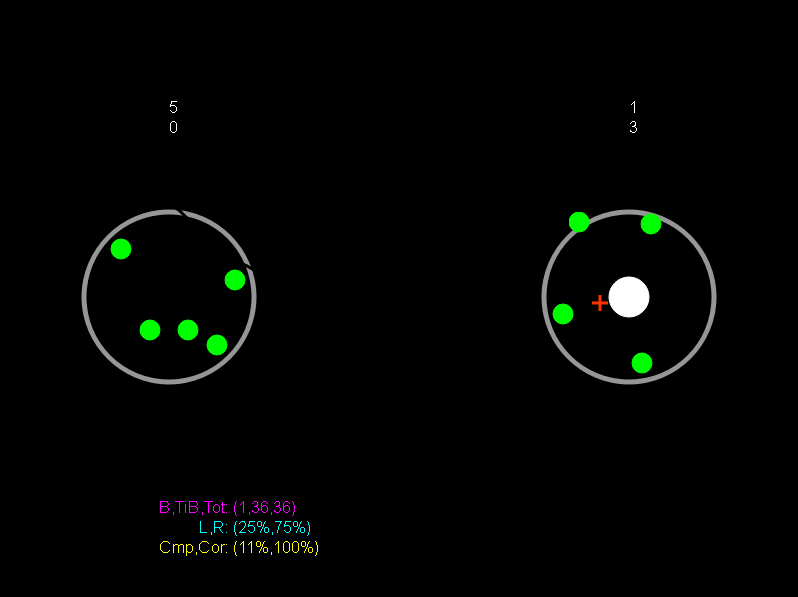 5
0
1
3
B,TiB,Tot: (1,36,36)
L,R: (25%,75%)
Cmp,Cor: (11%,100%)